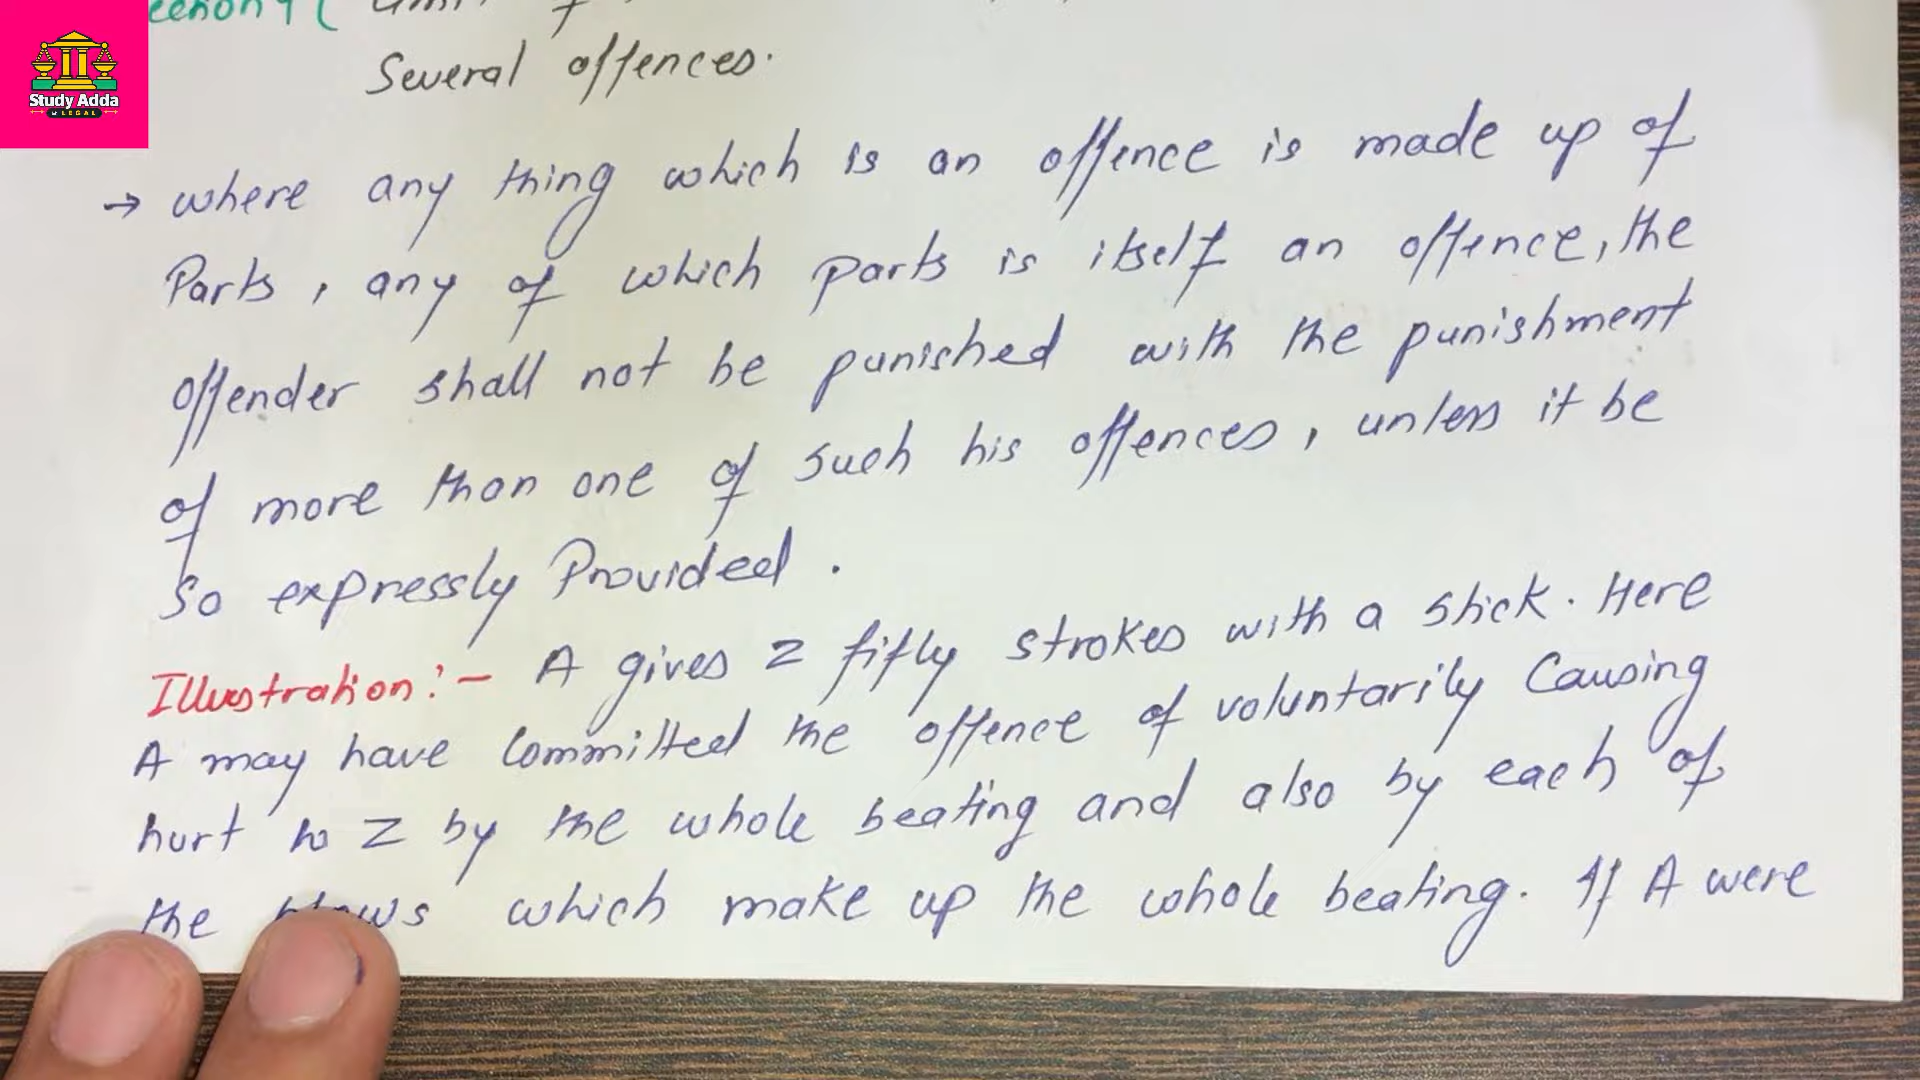 Study Adda
LEGAL
Several offences.
→ where any thing which is an offence is made up of
Parts, any of which parts is itself an offence, the
offender shall not be punished with the punishment
of more than one of such his offences, unless it be
So expressly Provided.
Illustration:- A gives Z fifty strokes with a stick. Here
A may have Committed the offence of voluntarily Causing
hurt to Z by the whole beating and also by each of
the blows which make up the whole beating. If A were